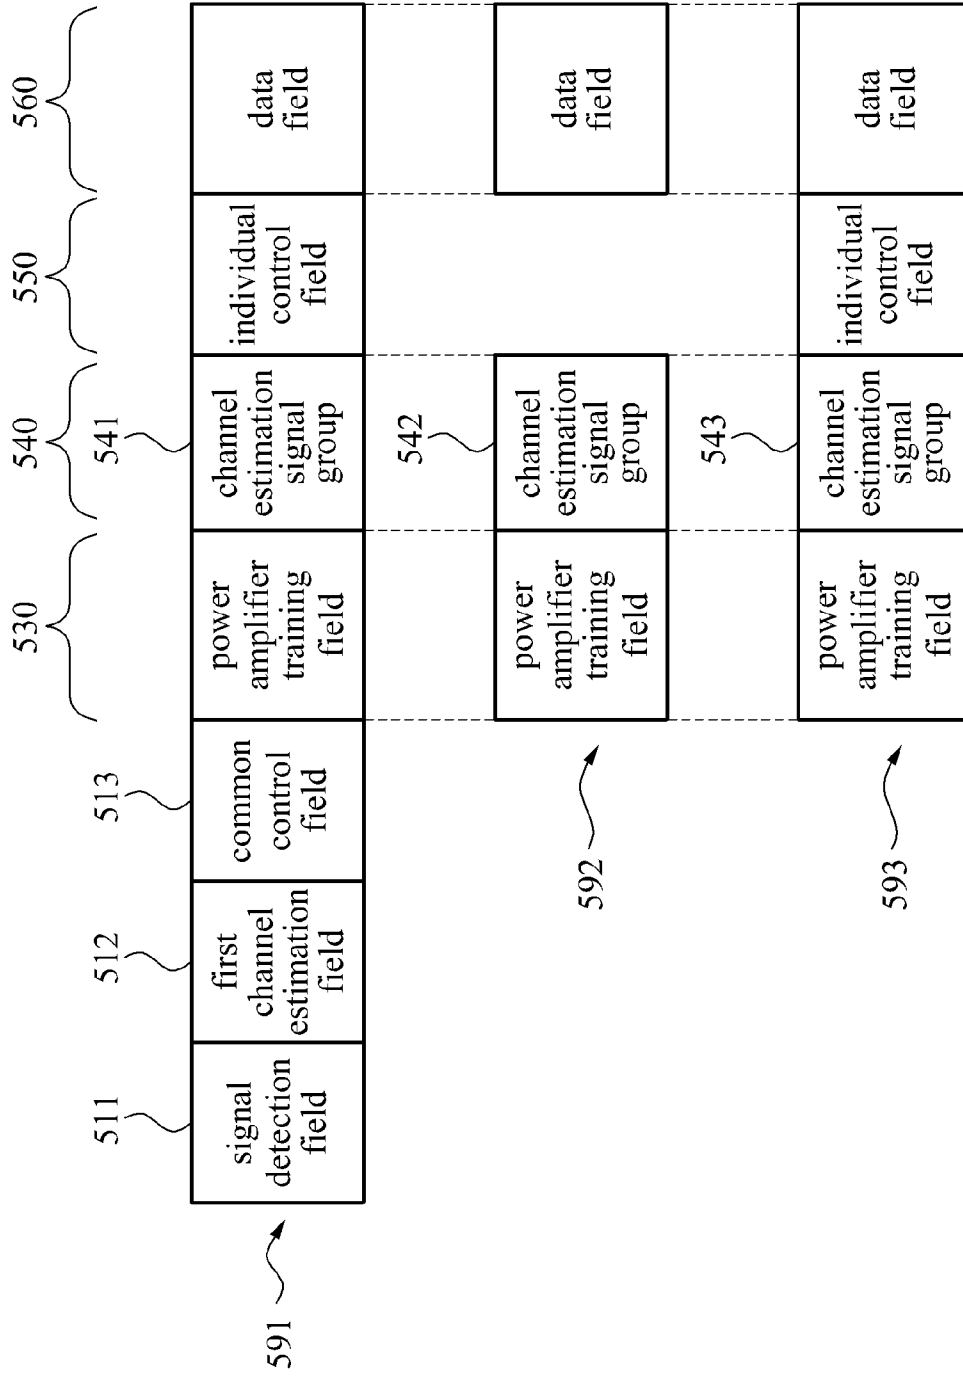 511
512
513
530
540
550
560
541
signal
detection
field
first
channel
estimation
field
common
control
field
power
amplifier
training
field
channel
estimation
signal
group
individual
control
field
data
field
591
542
power
amplifier
training
field
channel
estimation
signal
group
data
field
592
543
power
amplifier
training
field
channel
estimation
signal
group
individual
control
field
data
field
593